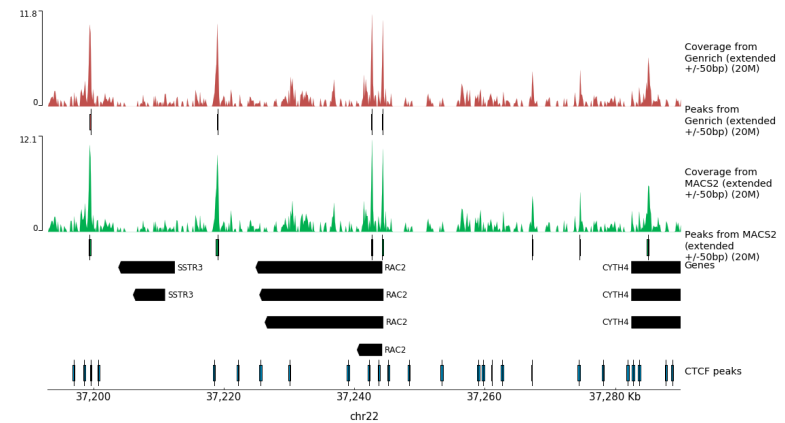 11.8
0
Coverage from
Genrich (extended
+/-50bp) (20M)
Peaks from
Genrich (extended
+/-50bp) (20M)
12.1
0
Coverage from
MACS2 (extended
+/-50bp) (20M)
Peaks from MACS2
(extended
+/-50bp) (20M)
SSTR3 RAC2 CYTH4 Genes
SSTR3 RAC2 CYTH4
RAC2 CYTH4
RAC2
CTCF peaks
37,200 37,220 37,240 37,260 37,280 Kb
chr22